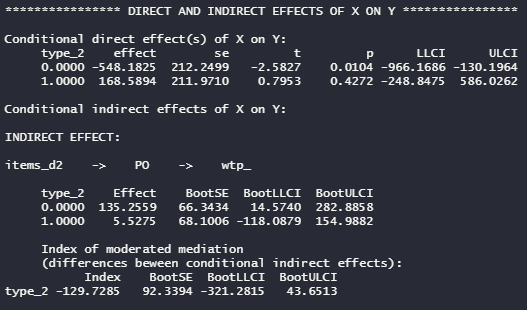 **************** DIRECT AND INDIRECT EFFECTS OF X ON Y ****************
Conditional direct effect(s) of X on Y:
type_2 effect se t p LLCI ULCI
0.0000 -548.1825 212.2499 -2.5827 0.0104 -966.1686 -130.1964
1.0000 168.5894 211.9710 0.7953 0.4272 -248.8475 586.0262
Conditional indirect effects of X on Y:
INDIRECT EFFECT:
items_d2 -> PO -> wtp_
type_2 Effect BootSE BootLLCI BootULCI
0.0000 135.2559 66.3434 14.5740 282.8858
1.0000 5.5275 68.1006 -118.0879 154.9882
Index of moderated mediation
(differences beween conditional indirect effects):
Index BootSE BootLLCI BootULCI
type_2 -129.7285 92.3394 -321.2815 43.6513